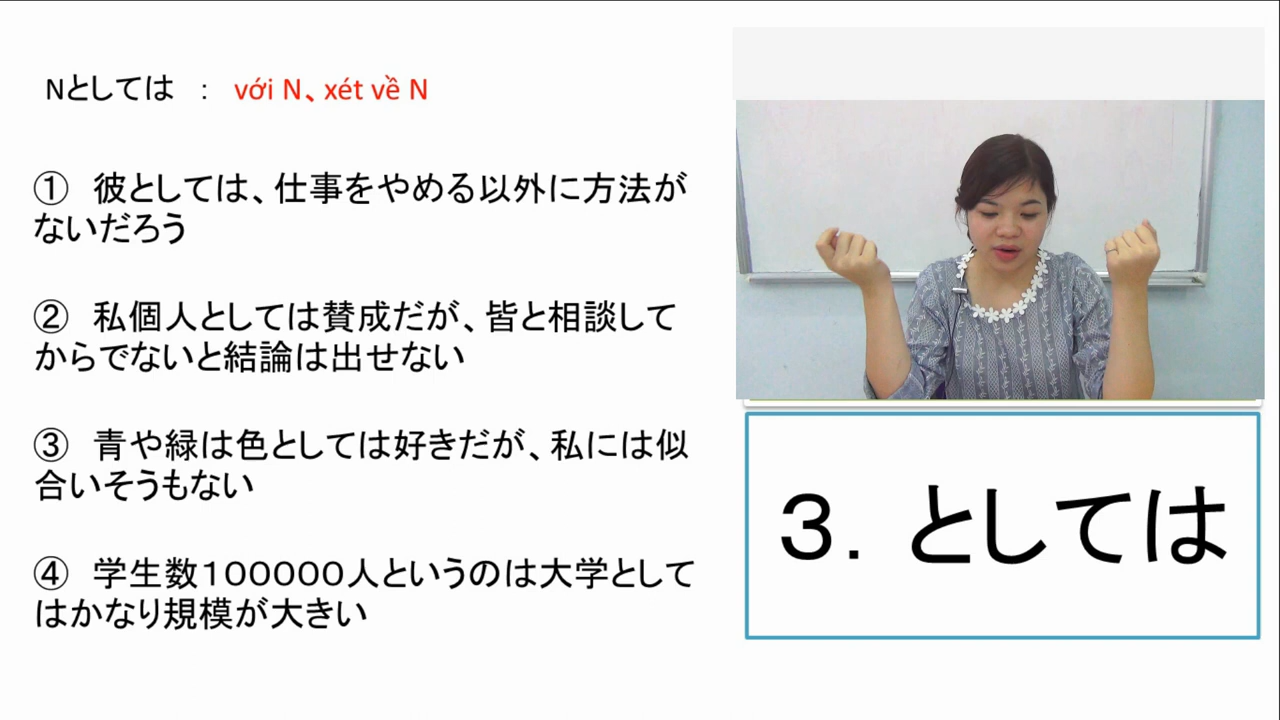 Nとしては ： với N、xét về N
① 彼としては、仕事をやめる以外に方法が
ないだろう
② 私個人としては賛成だが、皆と相談して
からでないと結論は出せない
③ 青や緑は色としては好きだが、私には似
合いそうもない
④ 学生数１０００００人というのは大学として
はかなり規模が大きい
３．としては